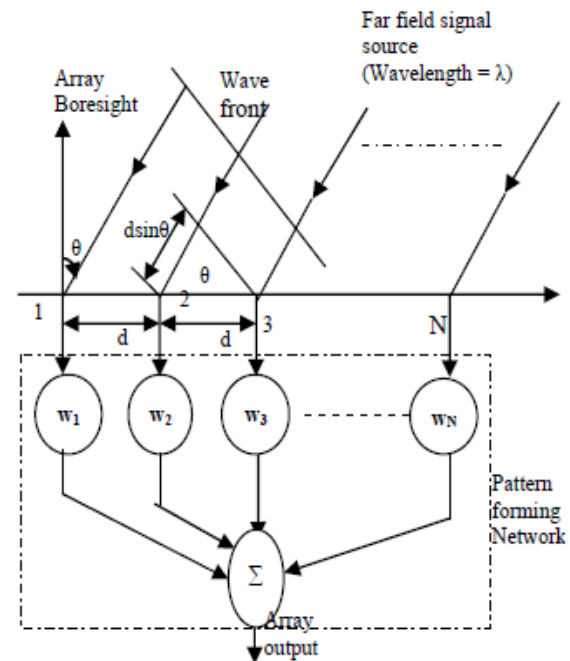 Far field signal
source
(Wavelength = λ)
Array
Boresight
Wave
front
dsinθ
θ
θ
1
2
3
N
d
d
w1
w2
w3
wN
Pattern
forming
Network
Σ
Array
output